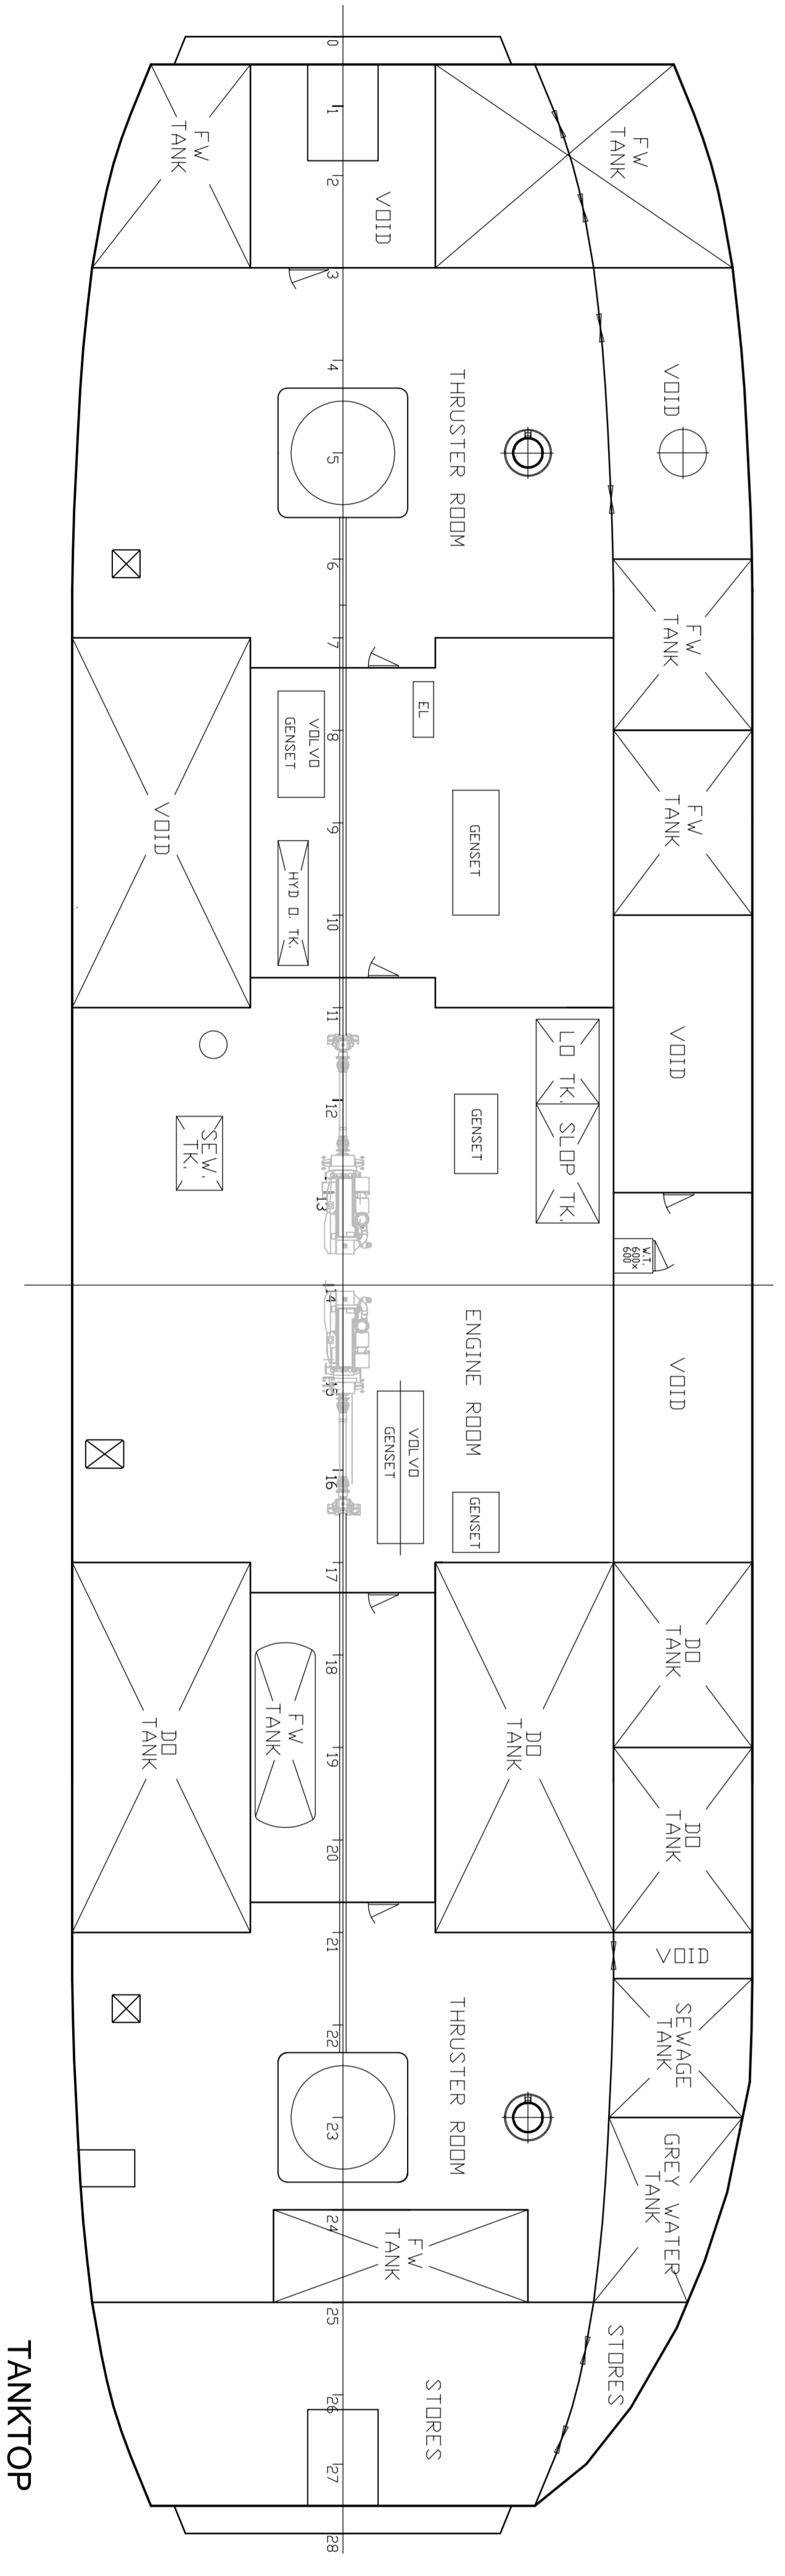 0
1
2
3
4
5
6
7
8
9
10
11
12
13
14
15
16
17
18
19
20
21
22
23
24
25
26
27
28
FW
TANK
VOID
FW
TANK
THRUSTER ROOM
VOID
FW
TANK
FW
TANK
VOID
VOLVO
GENSET
EL
GENSET
HYD O. TK.
VOID
LO TK.
SLOP TK.
GENSET
SEW.
TK.
W.T.
600x
600
ENGINE ROOM
VOID
VOLVO
GENSET
GENSET
DO
TANK
FW
TANK
DO
TANK
DO
TANK
DO
TANK
VOID
SEWAGE
TANK
THRUSTER ROOM
GREY WATER
TANK
FW
TANK
STORES
STORES
TANKTOP